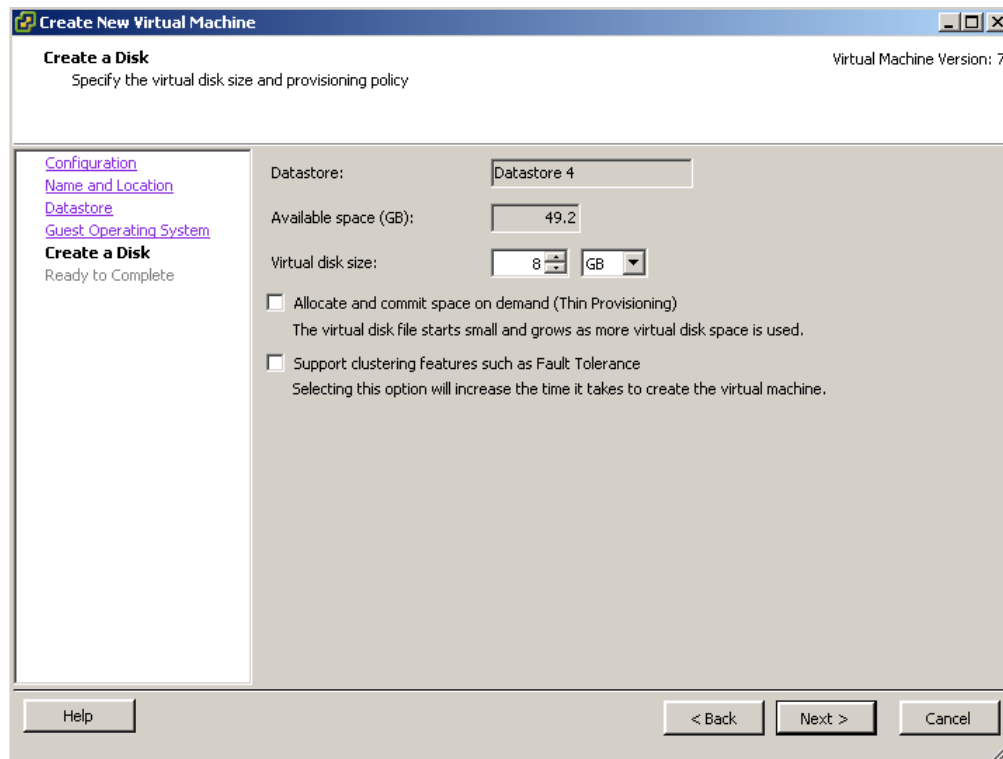 Create New Virtual Machine
Create a Disk
Specify the virtual disk size and provisioning policy
Virtual Machine Version: 7
Configuration
Name and Location
Datastore
Guest Operating System
Create a Disk
Ready to Complete
Datastore: Datastore 4
Available space (GB): 49.2
Virtual disk size: 8 GB
Allocate and commit space on demand (Thin Provisioning)
The virtual disk file starts small and grows as more virtual disk space is used.
Support clustering features such as Fault Tolerance
Selecting this option will increase the time it takes to create the virtual machine.
Help < Back Next > Cancel